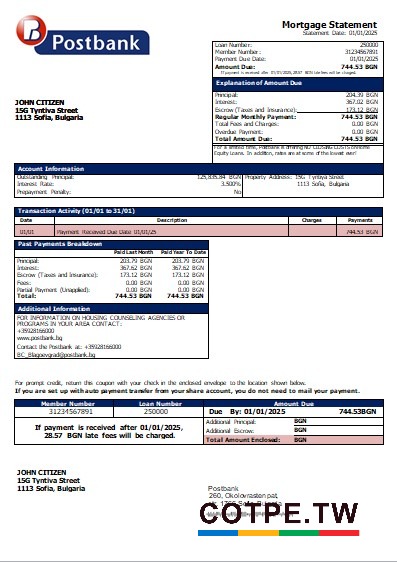 Postbank
Mortgage Statement
Statement Date: 01/01/2025
Loan Number: 250000
Member Number: 31234567891
Payment Due Date: 01/01/2025
Amount Due: 744.53 BGN
If payment is received after 01/01/2025, 28.57 BGN late fees will be charged.
Explanation of Amount Due
Principal: 204.39 BGN
Interest: 367.02 BGN
Escrow (Taxes and Insurance): 173.12 BGN
Regular Monthly Payment: 744.53 BGN
Total Fees and Charges: 0.00 BGN
Overdue Payment: 0.00 BGN
Total Amount Due: 744.53 BGN
For a limited time, Postbank is offering NO CLOSING COSTS on Home
Equity Loans. In addition, rates are at some of the lowest ever!
JOHN CITIZEN
15G Tyntiva Street
1113 Sofia, Bulgaria
Account Information
Outstanding Principal: 125,835.84 BGN
Interest Rate: 3.500%
Prepayment Penalty: No
Property Address: 15G Tyntiya Street
1113 Sofia, Bulgaria
Transaction Activity (01/01 to 31/01)
Date Description Charges Payments
01/01 Payment Received Due Date 01/01/25 744.53 BGN
Past Payments Breakdown
Paid Last Month Paid Year To Date
Principal: 203.79 BGN 203.79 BGN
Interest: 367.62 BGN 367.62 BGN
Escrow (Taxes and Insurance): 173.12 BGN 173.12 BGN
Fees: 0.00 BGN 0.00 BGN
Partial Payment (Unapplied): 0.00 BGN 0.00 BGN
Total: 744.53 BGN 744.53 BGN
Additional Information
FOR INFORMATION ON HOUSING COUNSELING AGENCIES OR
PROGRAMS IN YOUR AREA CONTACT:
+35928166000
www.postbank.bg
Contact the Postbank at: +35928166000
BC_Blagoevgrad@postbank.bg
For prompt credit, return this coupon with your check in the enclosed envelope to the location shown below.
If you are set up with auto payment transfer from your share account, you do not need to mail your payment.
Member Number Loan Number Amount Due
31234567891 250000 Due By: 01/01/2025 744.53BGN
If payment is received after 01/01/2025,
28.57 BGN late fees will be charged.
Additional Principal: BGN
Additional Escrow: BGN
Total Amount Enclosed: BGN
JOHN CITIZEN
15G Tyntiva Street
1113 Sofia, Bulgaria
Postbank
260, Okolovrasten pat,
COTPE.TW